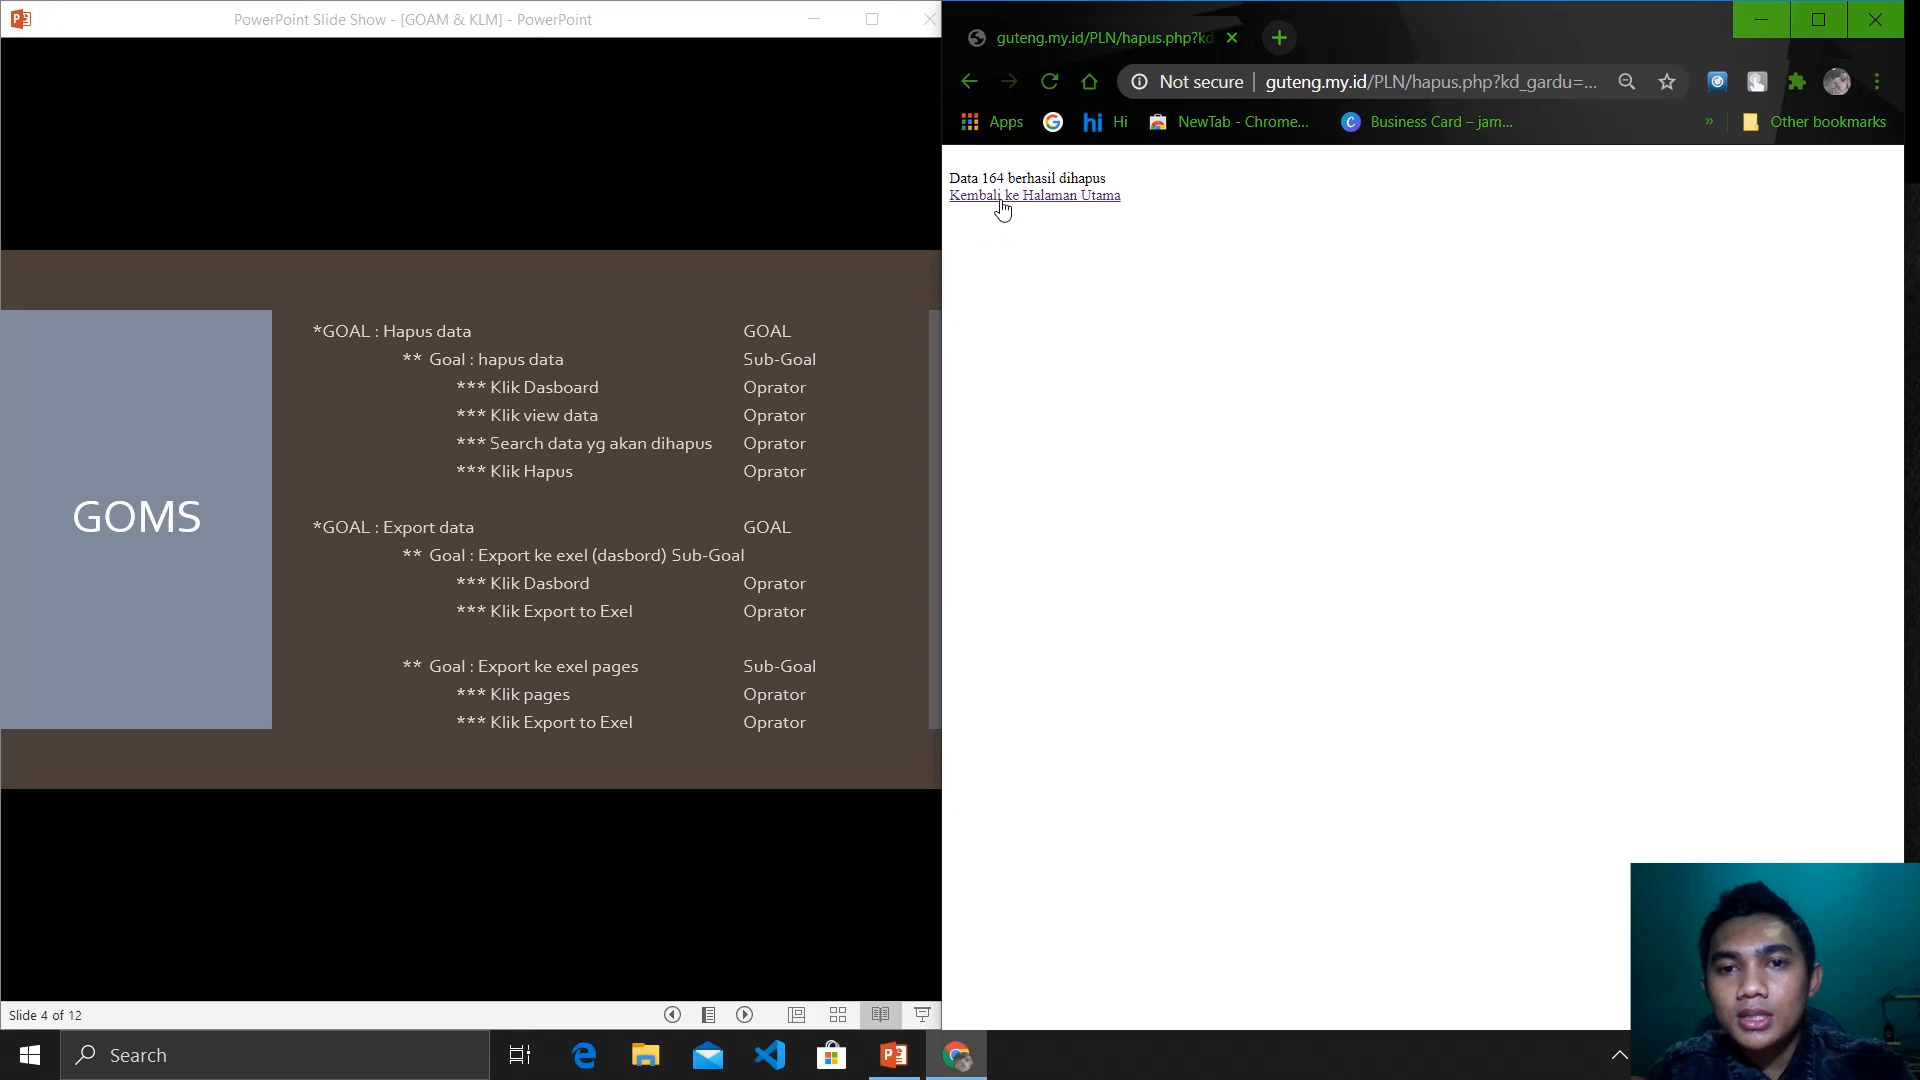 PowerPoint Slide Show - [GOAM & KLM] - PowerPoint
*GOAL : Hapus data GOAL
** Goal : hapus data Sub-Goal
*** Klik Dasboard Oprator
*** Klik view data Oprator
*** Search data yg akan dihapus Oprator
*** Klik Hapus Oprator
GOMS
*GOAL : Export data GOAL
** Goal : Export ke exel (dasbord) Sub-Goal
*** Klik Dasbord Oprator
*** Klik Export to Exel Oprator
** Goal : Export ke exel pages Sub-Goal
*** Klik pages Oprator
*** Klik Export to Exel Oprator
Slide 4 of 12
guteng.my.id/PLN/hapus.php?kd
Not secure | guteng.my.id/PLN/hapus.php?kd_gardu=...
Apps Hi NewTab - Chrome... Business Card – jam... » Other bookmarks
Data 164 berhasil dihapus
Kembali ke Halaman Utama
Search